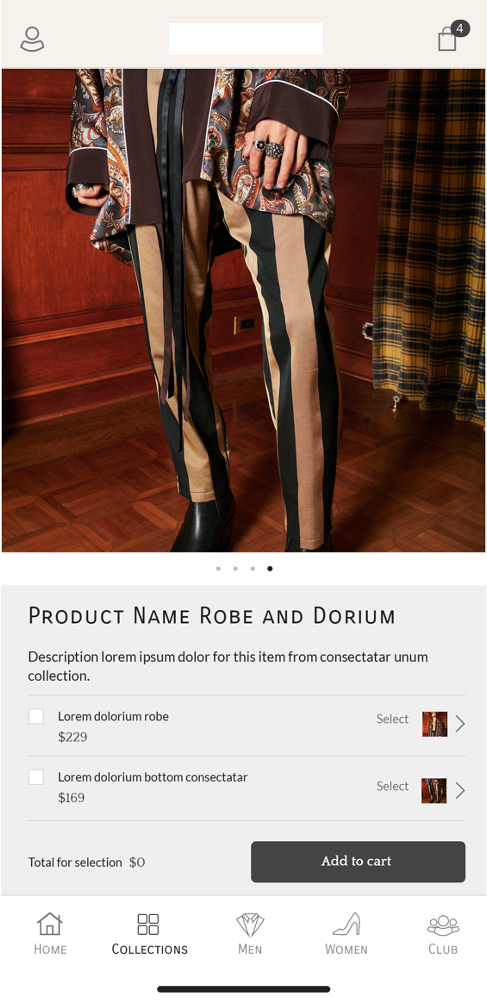 4
Product Name Robe and Dorium
Description lorem ipsum dolor for this item from consectatar unum
collection.
Lorem dolorium robe
Select
$229
Lorem dolorium bottom consectatar
Select
$169
Total for selection $0
Add to cart
Home
Collections
Men
Women
Club